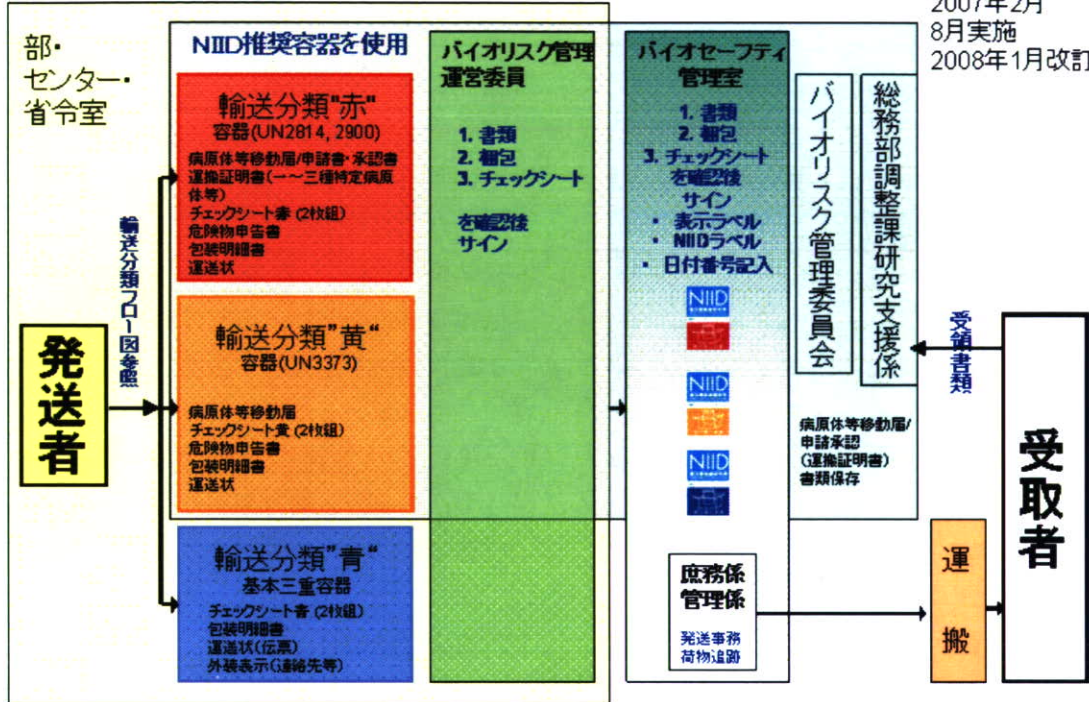 2007年2月
8月実施
2008年1月改訂
部・
センター・
省令室
発送者
輸送分類フロー図参照
NIID推奨容器を使用
輸送分類"赤"
容器(UN2814, 2900)
病原体等移動届/申請書・承認書
運搬証明書(一～三種特定病原
体等)
チェックシート赤 (2枚組)
危険物申告書
包装明細書
運送状
輸送分類"黄"
容器(UN3373)
病原体等移動届
チェックシート黄 (2枚組)
危険物申告書
包装明細書
運送状
輸送分類"青"
基本三重容器
チェックシート青 (2枚組)
包装明細書
運送状(伝票)
外装表示(連絡先等)
バイオリスク管理
運営委員
1. 書類
2. 梱包
3. チェックシート
を確認後
サイン
バイオセーフティ
管理室
1. 書類
2. 梱包
3. チェックシート
を確認後
サイン
・ 表示ラベル
・ NIIDラベル
・ 日付番号記入
NIID
NIID
NIID
庶務係
管理係
発送事務
荷物追跡
バイオリスク管理委員会
総務部調整課研究支援係
病原体等移動届/
申請承認
(運搬証明書)
書類保存
受領書類
運搬
受取者